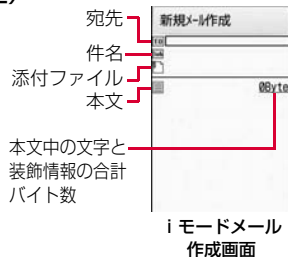 宛先
新規メール作成
件名
添付ファイル
本文
0Byte
本文中の文字と
装飾情報の合計
バイト数
i モードメール
作成画面